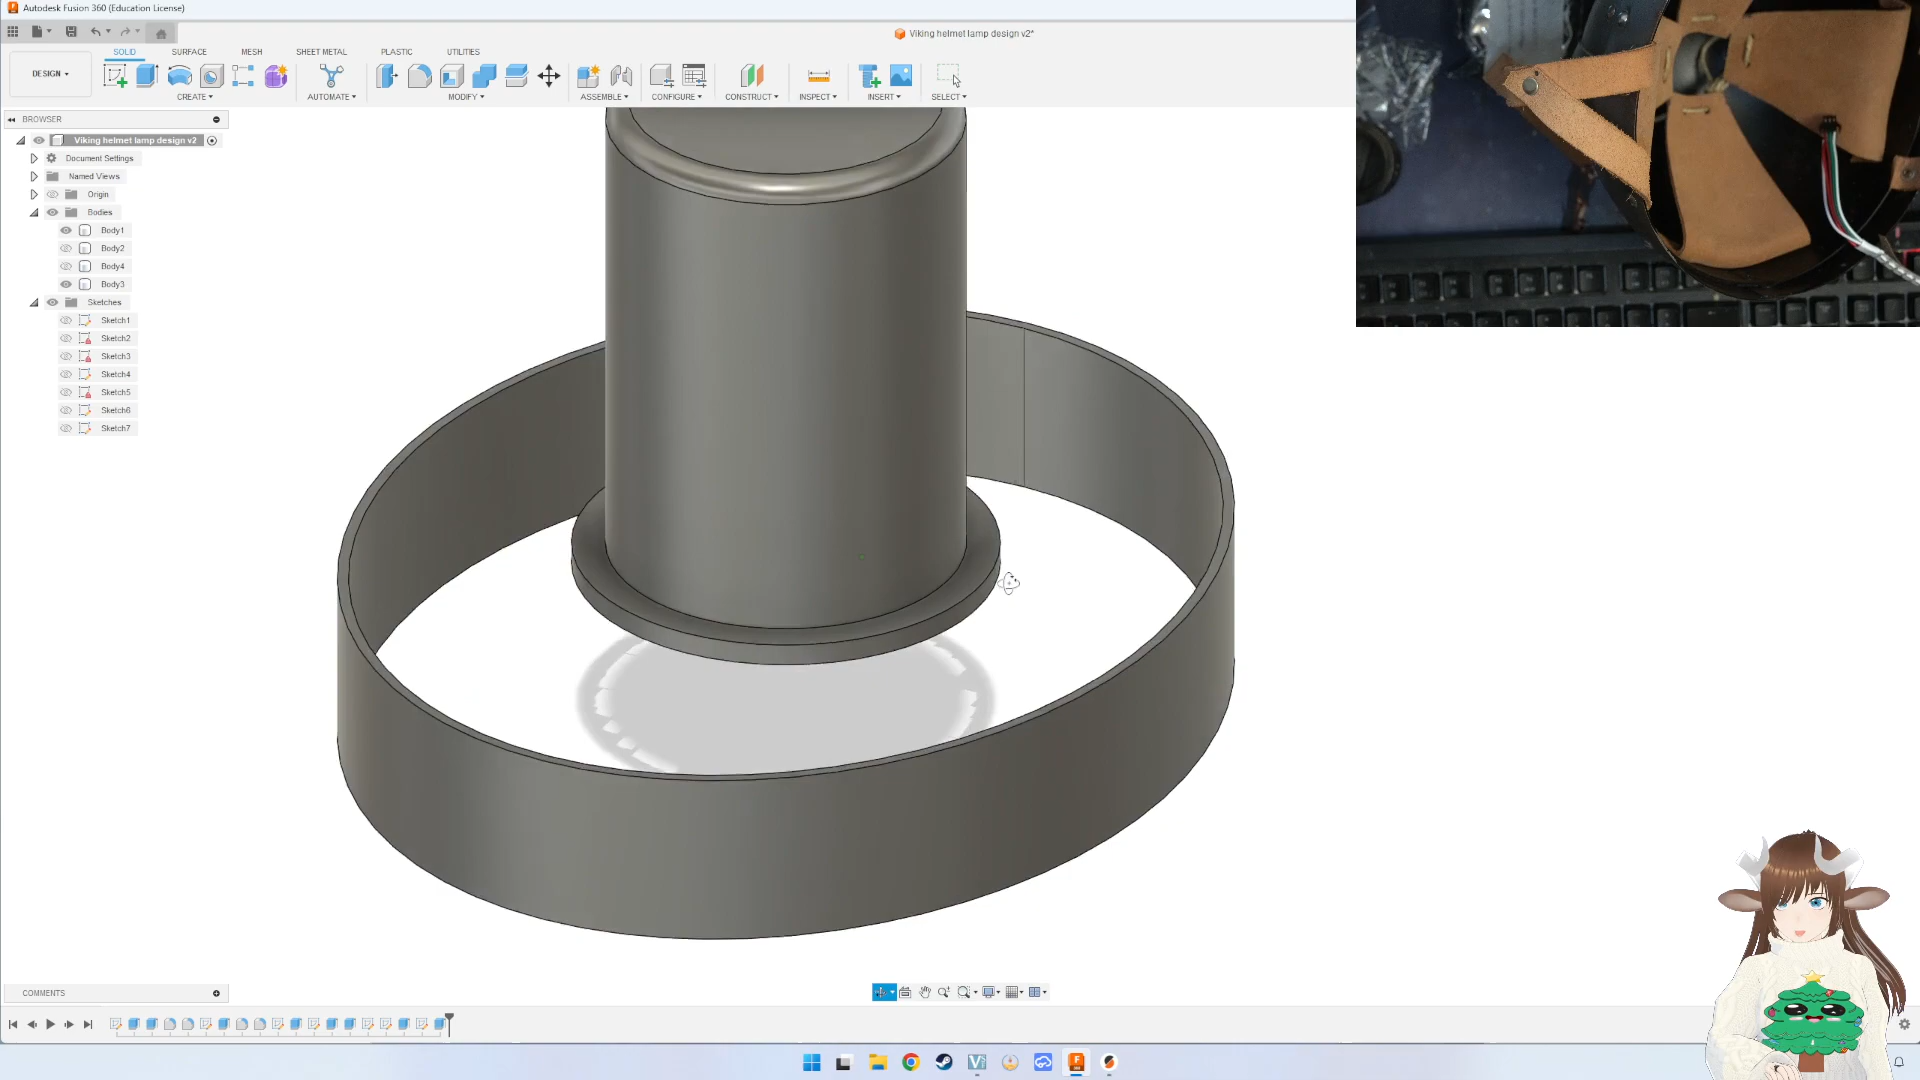 Autodesk Fusion 360 (Education License)
Viking helmet lamp design v2*
SOLID
SURFACE
MESH
SHEET METAL
PLASTIC
UTILITIES
DESIGN
CREATE
AUTOMATE
MODIFY
ASSEMBLE
CONFIGURE
CONSTRUCT
INSPECT
INSERT
SELECT
BROWSER
Viking helmet lamp design v2
Document Settings
Named Views
Origin
Bodies
Body1
Body2
Body4
Body3
Sketches
Sketch1
Sketch2
Sketch3
Sketch4
Sketch5
Sketch6
Sketch7
COMMENTS